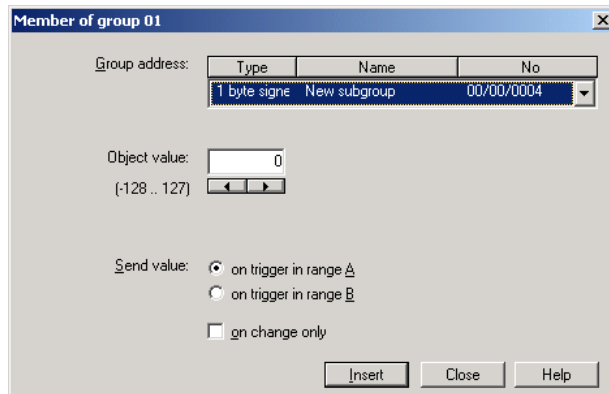 Member of group 01
Group address: Type Name No
1 byte signe New subgroup 00/00/0004
Object value: 0
(-128 .. 127)
Send value: on trigger in range A
on trigger in range B
on change only
Insert Close Help